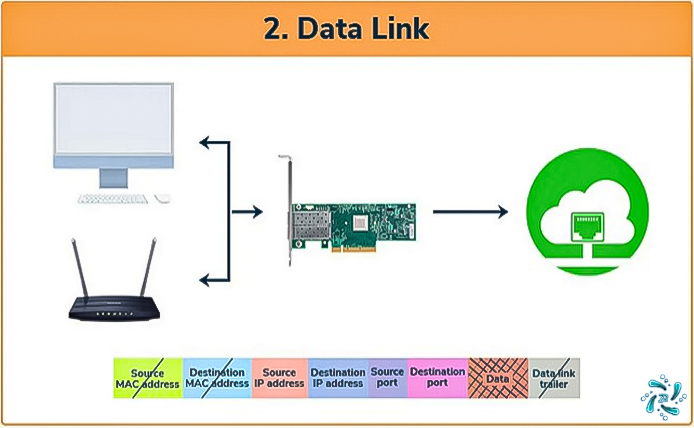 2. Data Link
Source
MAC address
Destination
MAC address
Source
IP address
Destination
IP address
Source
port
Destination
port
Data
Data link
trailer